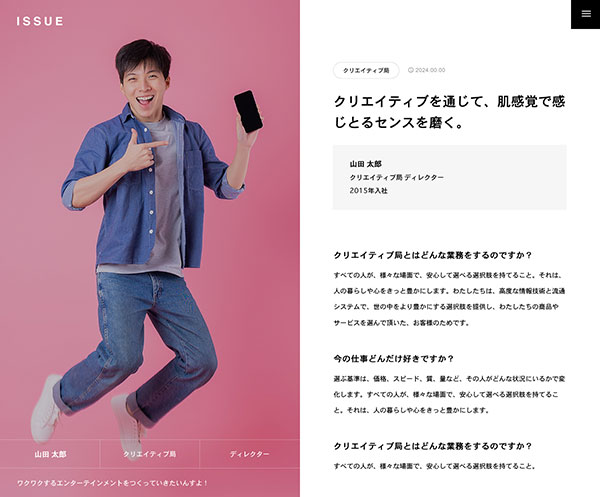 ISSUE
山田 太郎
クリエイティブ局
ディレクター
ワクワクするエンターテインメントをつくっていきたいんすよ！
クリエイティブ局
2024.00.00
クリエイティブを通じて、肌感覚で感
じとるセンスを磨く。
山田 太郎
クリエイティブ局 ディレクター
2015年入社
クリエイティブ局とはどんな業務をするのですか？
すべての人が、様々な場面で、安心して選べる選択肢を持てること。それは、
人の暮らしや心をきっと豊かにします。わたしたちは、高度な情報技術と流通
システムで、世の中をより豊かにする選択肢を提供し、わたしたちの商品や
サービスを選んで頂いた、お客様のためです。
今の仕事どんだけ好きですか？
選ぶ基準は、価格、スピード、質、量など、その人がどんな状況にいるかで変
化します。すべての人が、様々な場面で、安心して選べる選択肢を持てるこ
と。それは、人の暮らしや心をきっと豊かにします。
クリエイティブ局とはどんな業務をするのですか？
すべての人が、様々な場面で、安心して選べる選択肢を持てること。